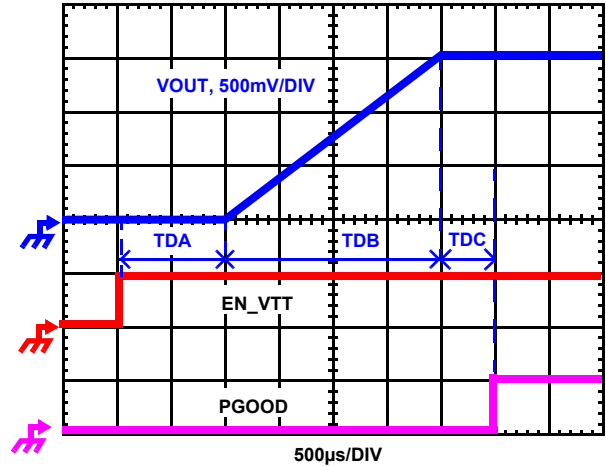 VOUT, 500mV/DIV
TDA
TDB
TDC
EN_VTT
PGOOD
500µs/DIV